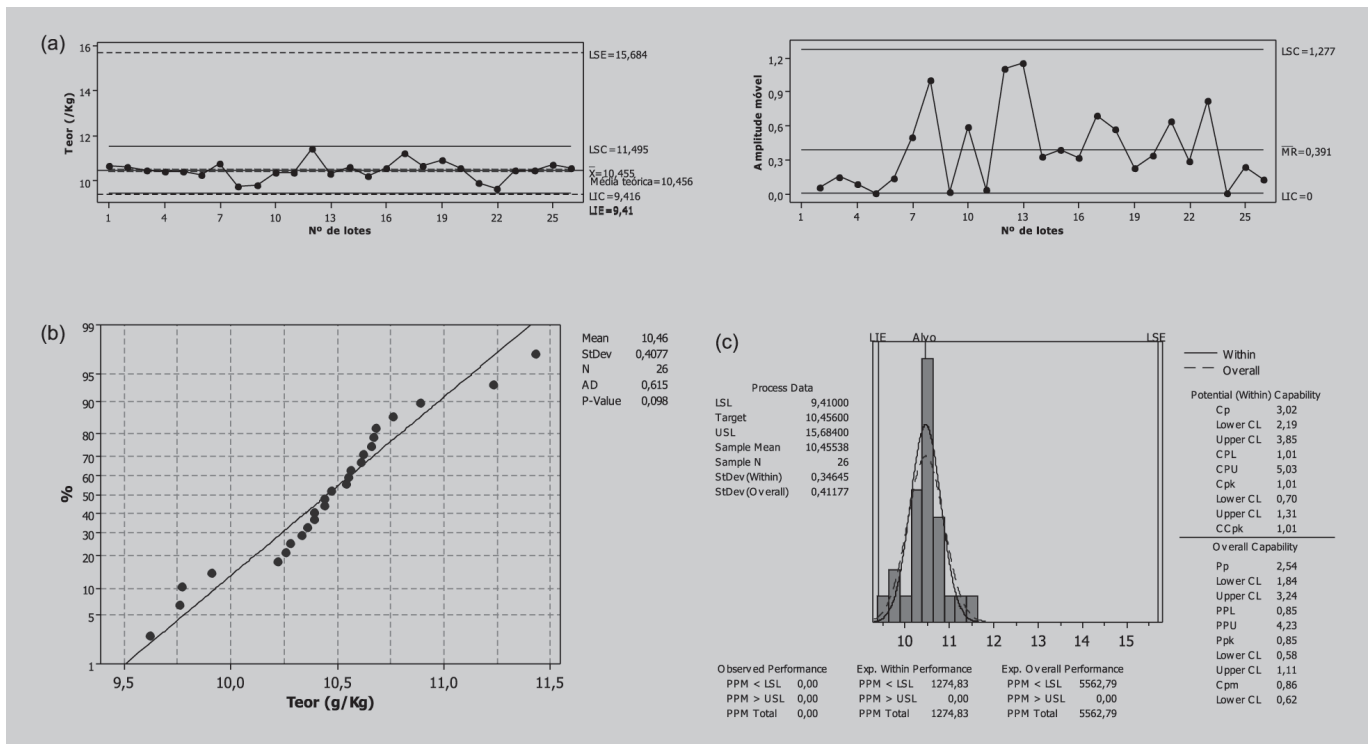 (a)
16
14
12
10
Teor (/Kg)
1 4 7 10 13 16 19 22 25
Nº de lotes
LSE=15,684
LSC=11,495
X̅=10,455
Média teórica=10,456
LIC=9,416
LIE=9,41
1,2
0,9
0,6
0,3
0,0
Amplitude móvel
1 4 7 10 13 16 19 22 25
Nº de lotes
LSC=1,277
M̅R̅=0,391
LIC=0
(b)
99
95
90
80
70
60
50
40
30
20
10
5
1
%
9,5 10,0 10,5 11,0 11,5
Teor (g/Kg)
Mean 10,46
StDev 0,4077
N 26
AD 0,615
P-Value 0,098
(c)
LIE Alvo LSE
Process Data
LSL 9,41000
Target 10,45600
USL 15,68400
Sample Mean 10,45538
Sample N 26
StDev (Within) 0,34645
StDev (Overall) 0,41177
10 11 12 13 14 15
Within
Overall
Potential (Within) Capability
Cp 3,02
Lower CL 2,19
Upper CL 3,85
CPL 1,01
CPU 5,03
Cpk 1,01
Lower CL 0,70
Upper CL 1,31
CCpk 1,01
Overall Capability
Pp 2,54
Lower CL 1,84
Upper CL 3,24
PPL 0,85
PPU 4,23
Ppk 0,85
Lower CL 0,58
Upper CL 1,11
Cpm 0,86
Lower CL 0,62
Observed Performance
PPM < LSL 0,00
PPM > USL 0,00
PPM Total 0,00
Exp. Within Performance
PPM < LSL 1274,83
PPM > USL 0,00
PPM Total 1274,83
Exp. Overall Performance
PPM < LSL 5562,79
PPM > USL 0,00
PPM Total 5562,79